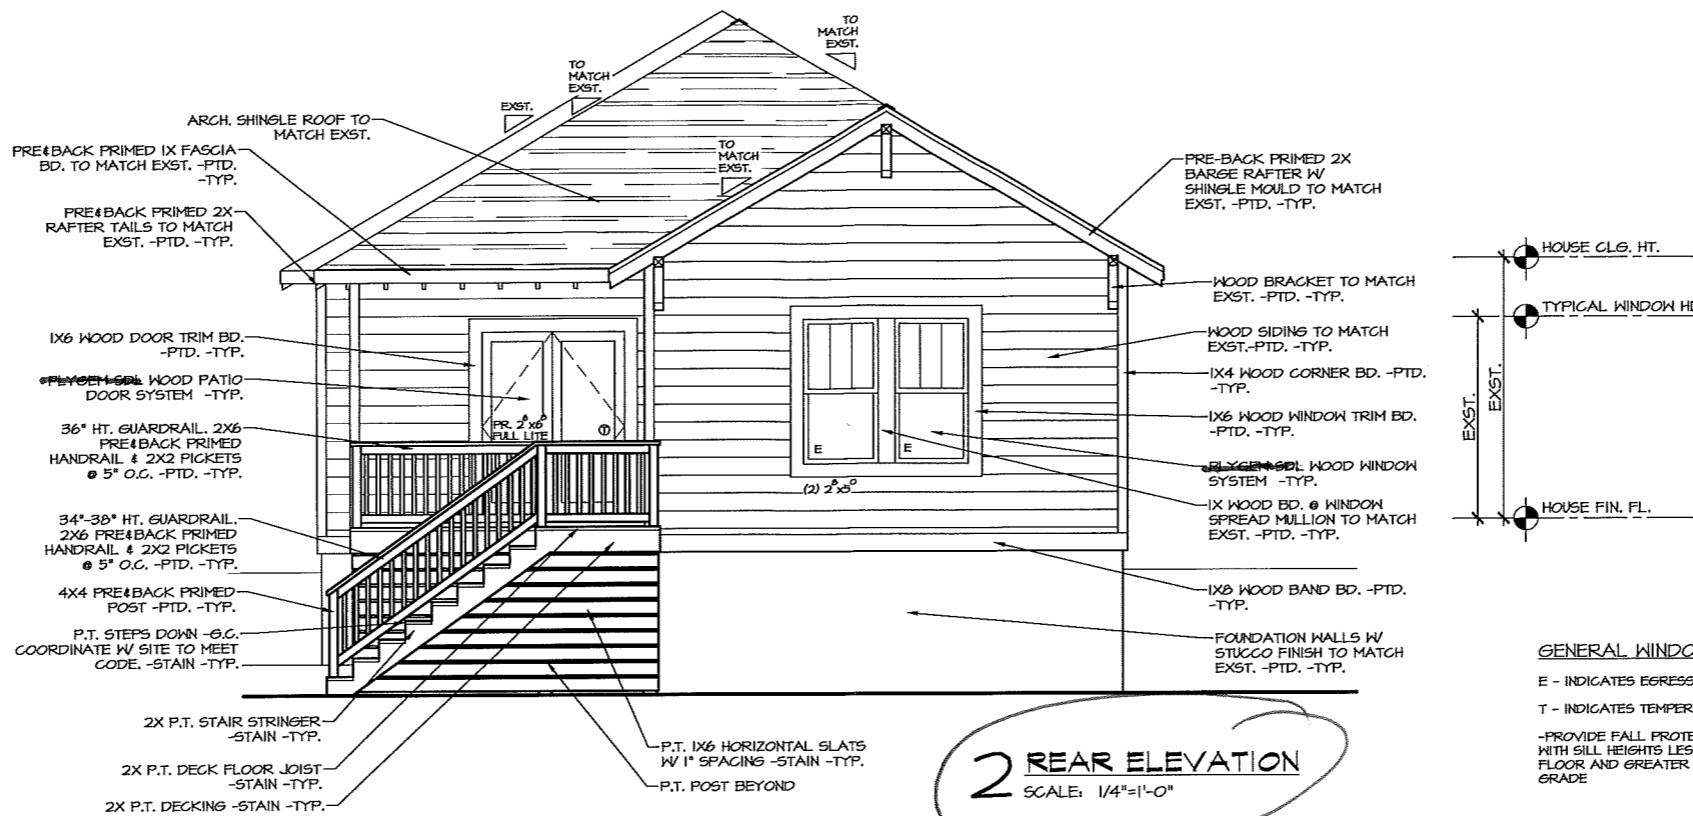 TO
MATCH
EXST.
TO
MATCH
EXST.
EXST.
TO
MATCH
EXST.
ARCH. SHINGLE ROOF TO
MATCH EXST.
PRE&BACK PRIMED 1X FASCIA
BD. TO MATCH EXST. -PTD.
-TYP.
PRE&BACK PRIMED 2X
RAFTER TAILS TO MATCH
EXST. -PTD. -TYP.
1X6 WOOD DOOR TRIM BD.
-PTD. -TYP.
PLYGEM SDL WOOD PATIO
DOOR SYSTEM -TYP.
36" HT. GUARDRAIL. 2X6
PRE&BACK PRIMED
HANDRAIL & 2X2 PICKETS
@ 5" O.C. -PTD. -TYP.
34"-38" HT. GUARDRAIL.
2X6 PRE&BACK PRIMED
HANDRAIL & 2X2 PICKETS
@ 5" O.C. -PTD. -TYP.
4X4 PRE&BACK PRIMED
POST -PTD. -TYP.
P.T. STEPS DOWN -G.C.
COORDINATE W/ SITE TO MEET
CODE. -STAIN -TYP.
2X P.T. STAIR STRINGER
-STAIN -TYP.
2X P.T. DECK FLOOR JOIST
-STAIN -TYP.
2X P.T. DECKING -STAIN -TYP.
PR. 2⁸x6⁸
FULL LITE
T
E
E
(2) 2⁸x5⁰
PRE-BACK PRIMED 2X
BARGE RAFTER W/
SHINGLE MOULD TO MATCH
EXST. -PTD. -TYP.
WOOD BRACKET TO MATCH
EXST. -PTD. -TYP.
WOOD SIDING TO MATCH
EXST.-PTD. -TYP.
1X4 WOOD CORNER BD. -PTD.
-TYP.
1X6 WOOD WINDOW TRIM BD.
-PTD. -TYP.
PLYGEM SDL WOOD WINDOW
SYSTEM -TYP.
1X WOOD BD. @ WINDOW
SPREAD MULLION TO MATCH
EXST. -PTD. -TYP.
1X8 WOOD BAND BD. -PTD.
-TYP.
FOUNDATION WALLS W/
STUCCO FINISH TO MATCH
EXST. -PTD. -TYP.
P.T. 1X6 HORIZONTAL SLATS
W/ 1" SPACING -STAIN -TYP.
P.T. POST BEYOND
2 REAR ELEVATION
SCALE: 1/4"=1'-0"
HOUSE CLG. HT.
TYPICAL WINDOW HD
EXST.
EXST.
HOUSE FIN. FL.
GENERAL WINDO
E - INDICATES EGRESS
T - INDICATES TEMPER
-PROVIDE FALL PROTE
WITH SILL HEIGHTS LES
FLOOR AND GREATER
GRADE